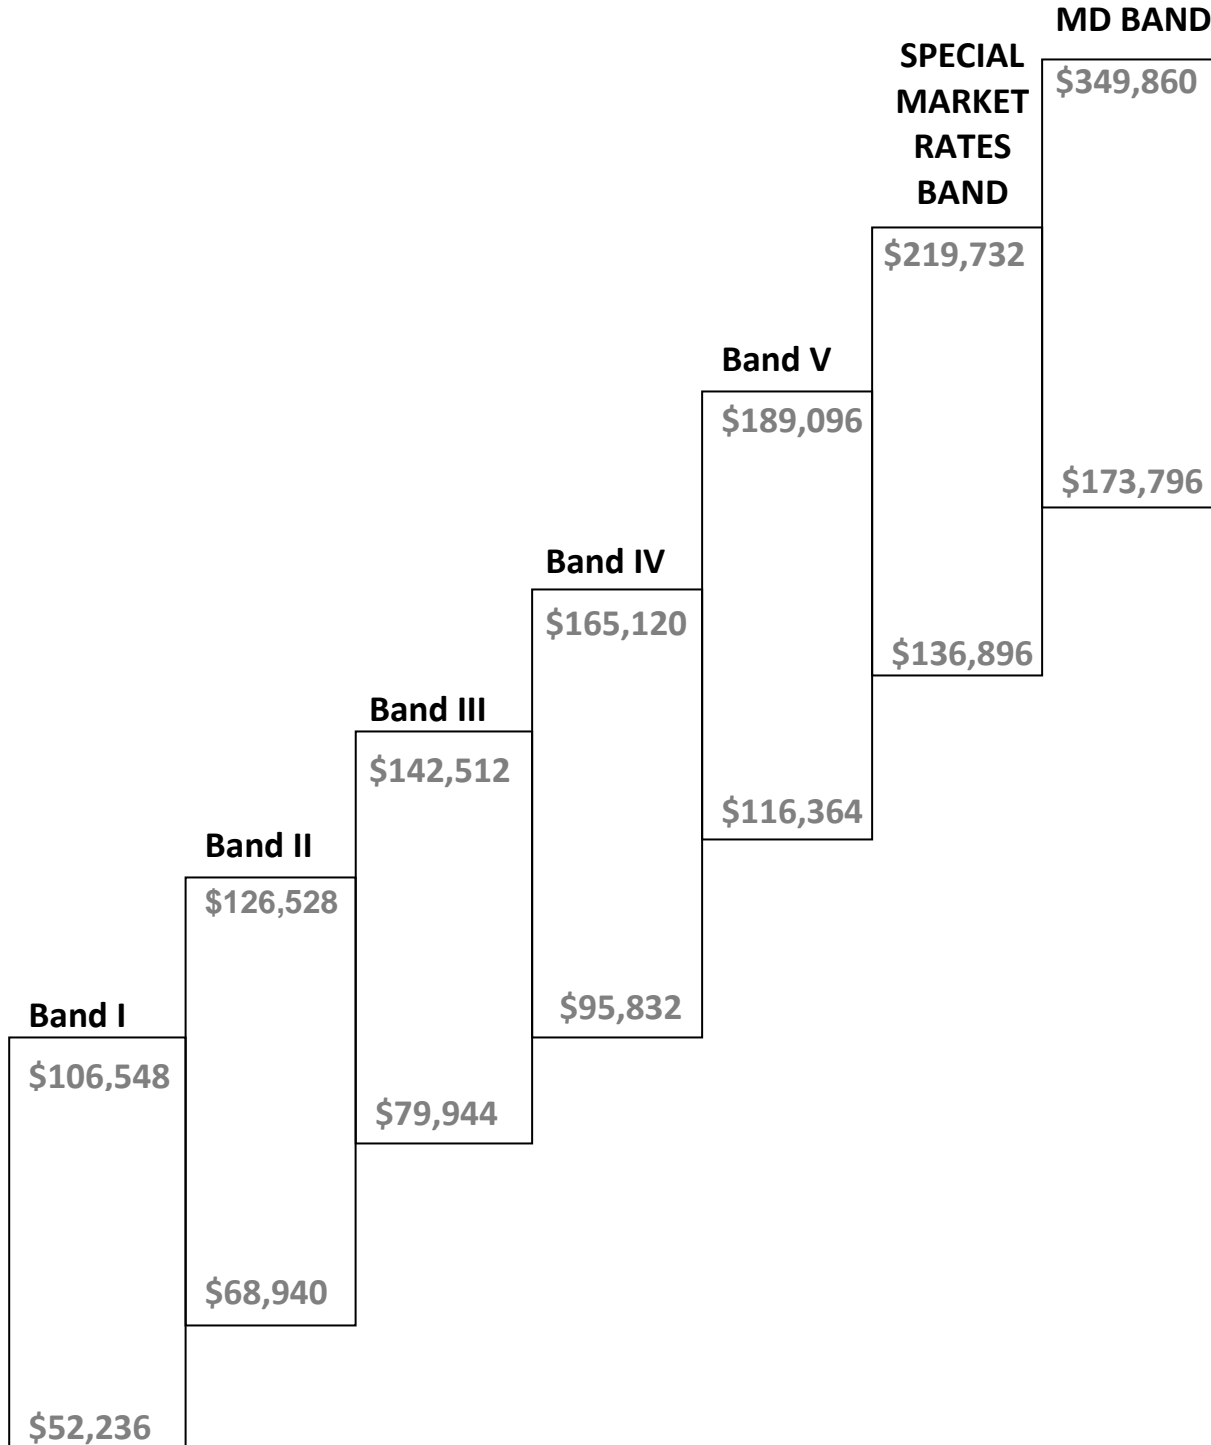 MD BAND
$349,860
$173,796
SPECIAL
MARKET
RATES
BAND
$219,732
$136,896
Band V
$189,096
$116,364
Band IV
$165,120
$95,832
Band III
$142,512
$79,944
Band II
$126,528
$68,940
Band I
$106,548
$52,236